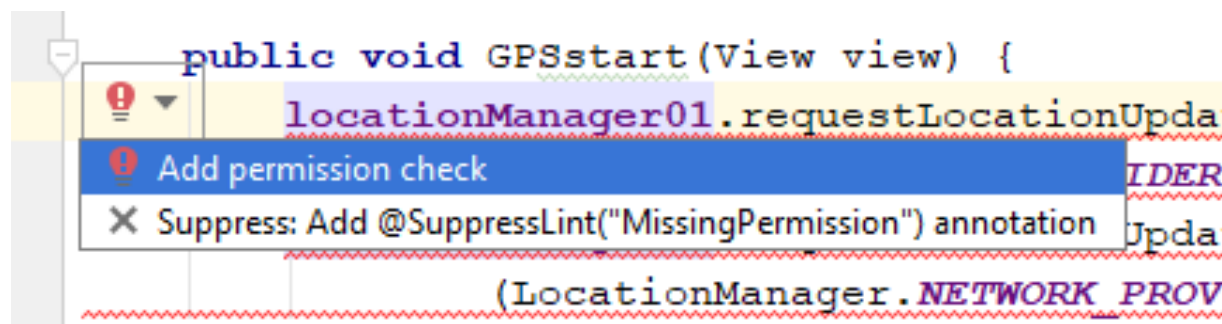 public void GPSstart(View view) {
locationManager01.requestLocationUpda
Add permission check
IDER
Suppress: Add @SuppressLint("MissingPermission") annotation
Upda
(LocationManager.NETWORK_PROV